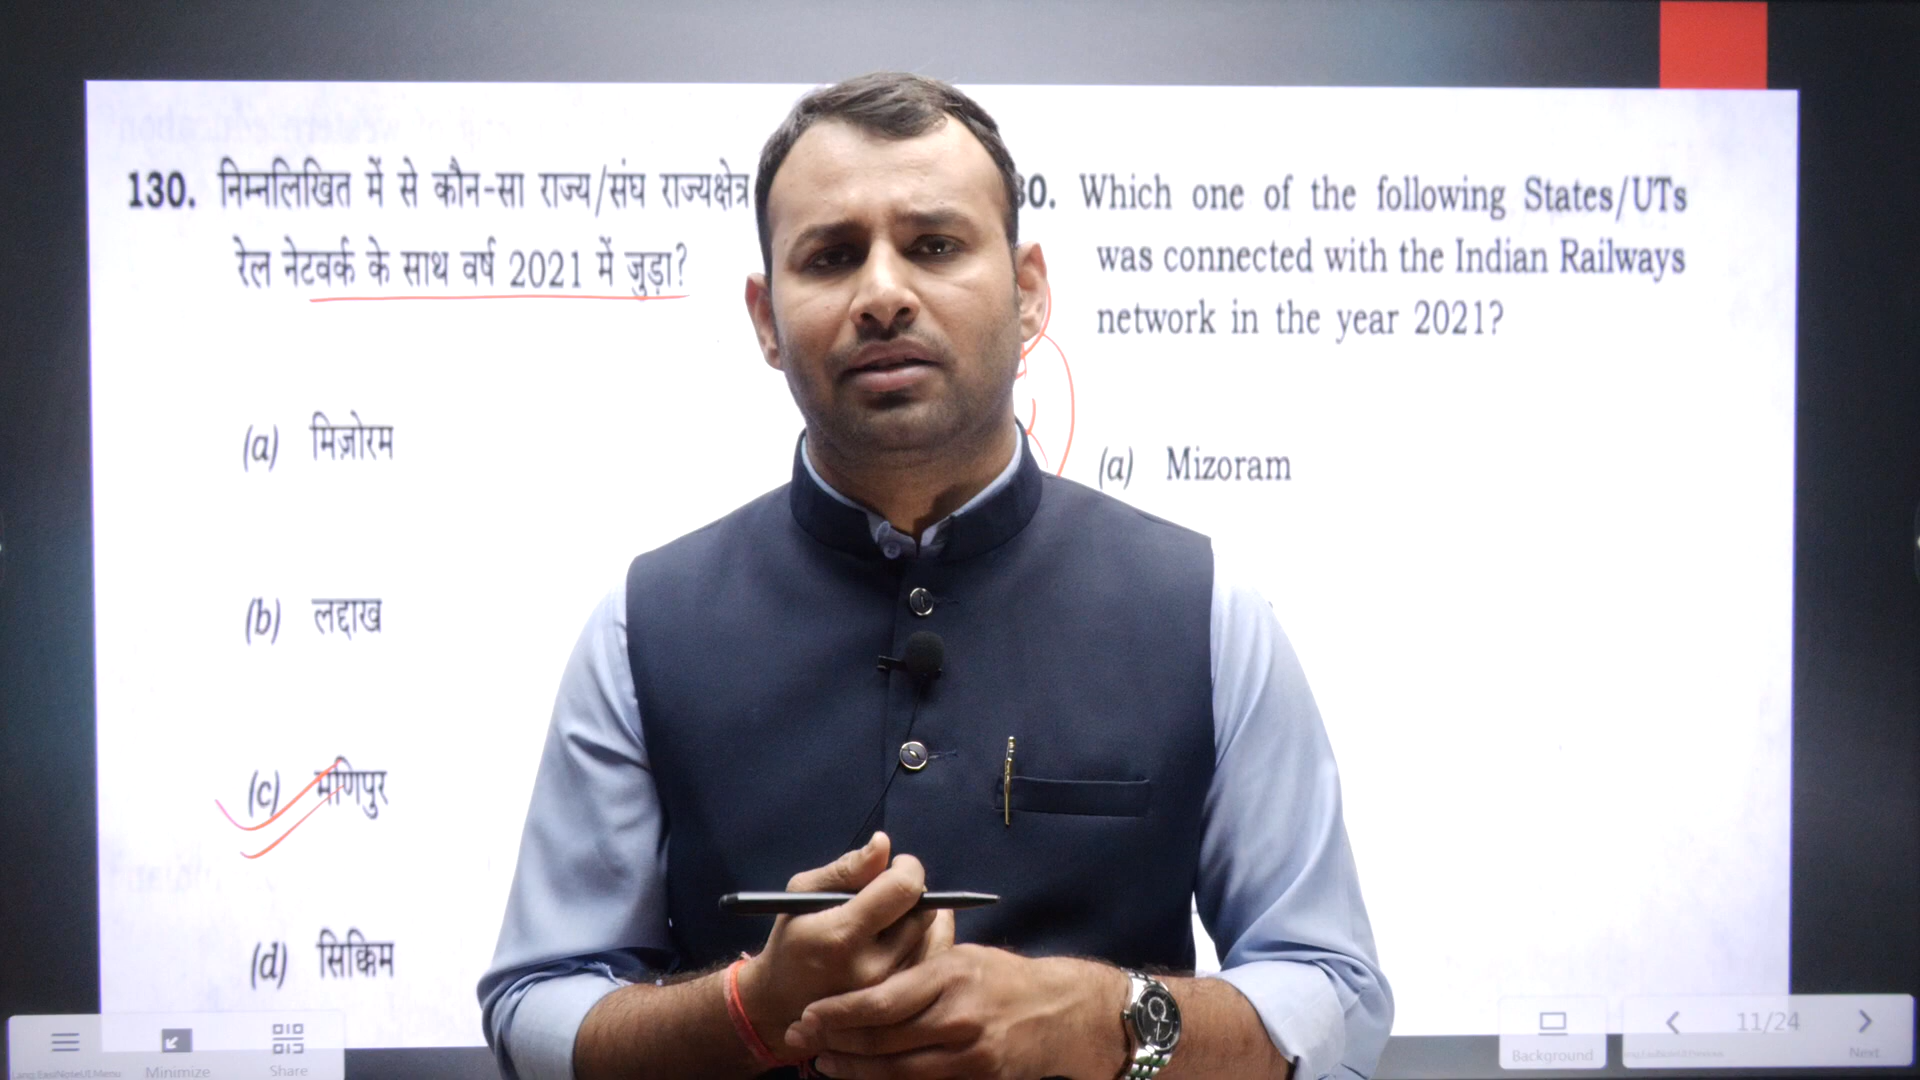 130. निम्नलिखित में से कौन-सा राज्य/संघ राज्यक्षेत्र
रेल नेटवर्क के साथ वर्ष 2021 में जुड़ा?
(a) मिज़ोरम
(b) लद्दाख
(c) मणिपुर
(d) सिक्किम
30. Which one of the following States/UTs
was connected with the Indian Railways
network in the year 2021?
(a) Mizoram
Minimize
Share
Background
11/24
Next